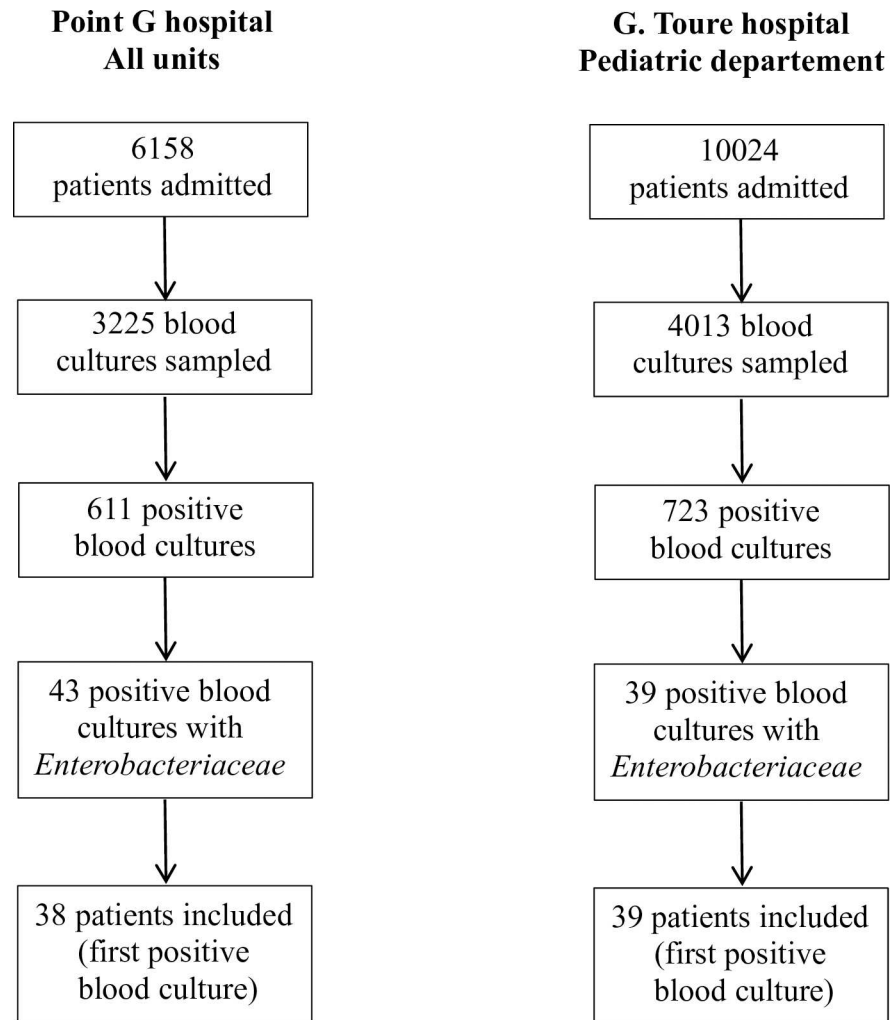 Point G hospital
All units
6158
patients admitted
3225 blood
cultures sampled
611 positive
blood cultures
43 positive blood
cultures with
Enterobacteriaceae
38 patients included
(first positive
blood culture)
G. Toure hospital
Pediatric departement
10024
patients admitted
4013 blood
cultures sampled
723 positive
blood cultures
39 positive blood
cultures with
Enterobacteriaceae
39 patients included
(first positive
blood culture)